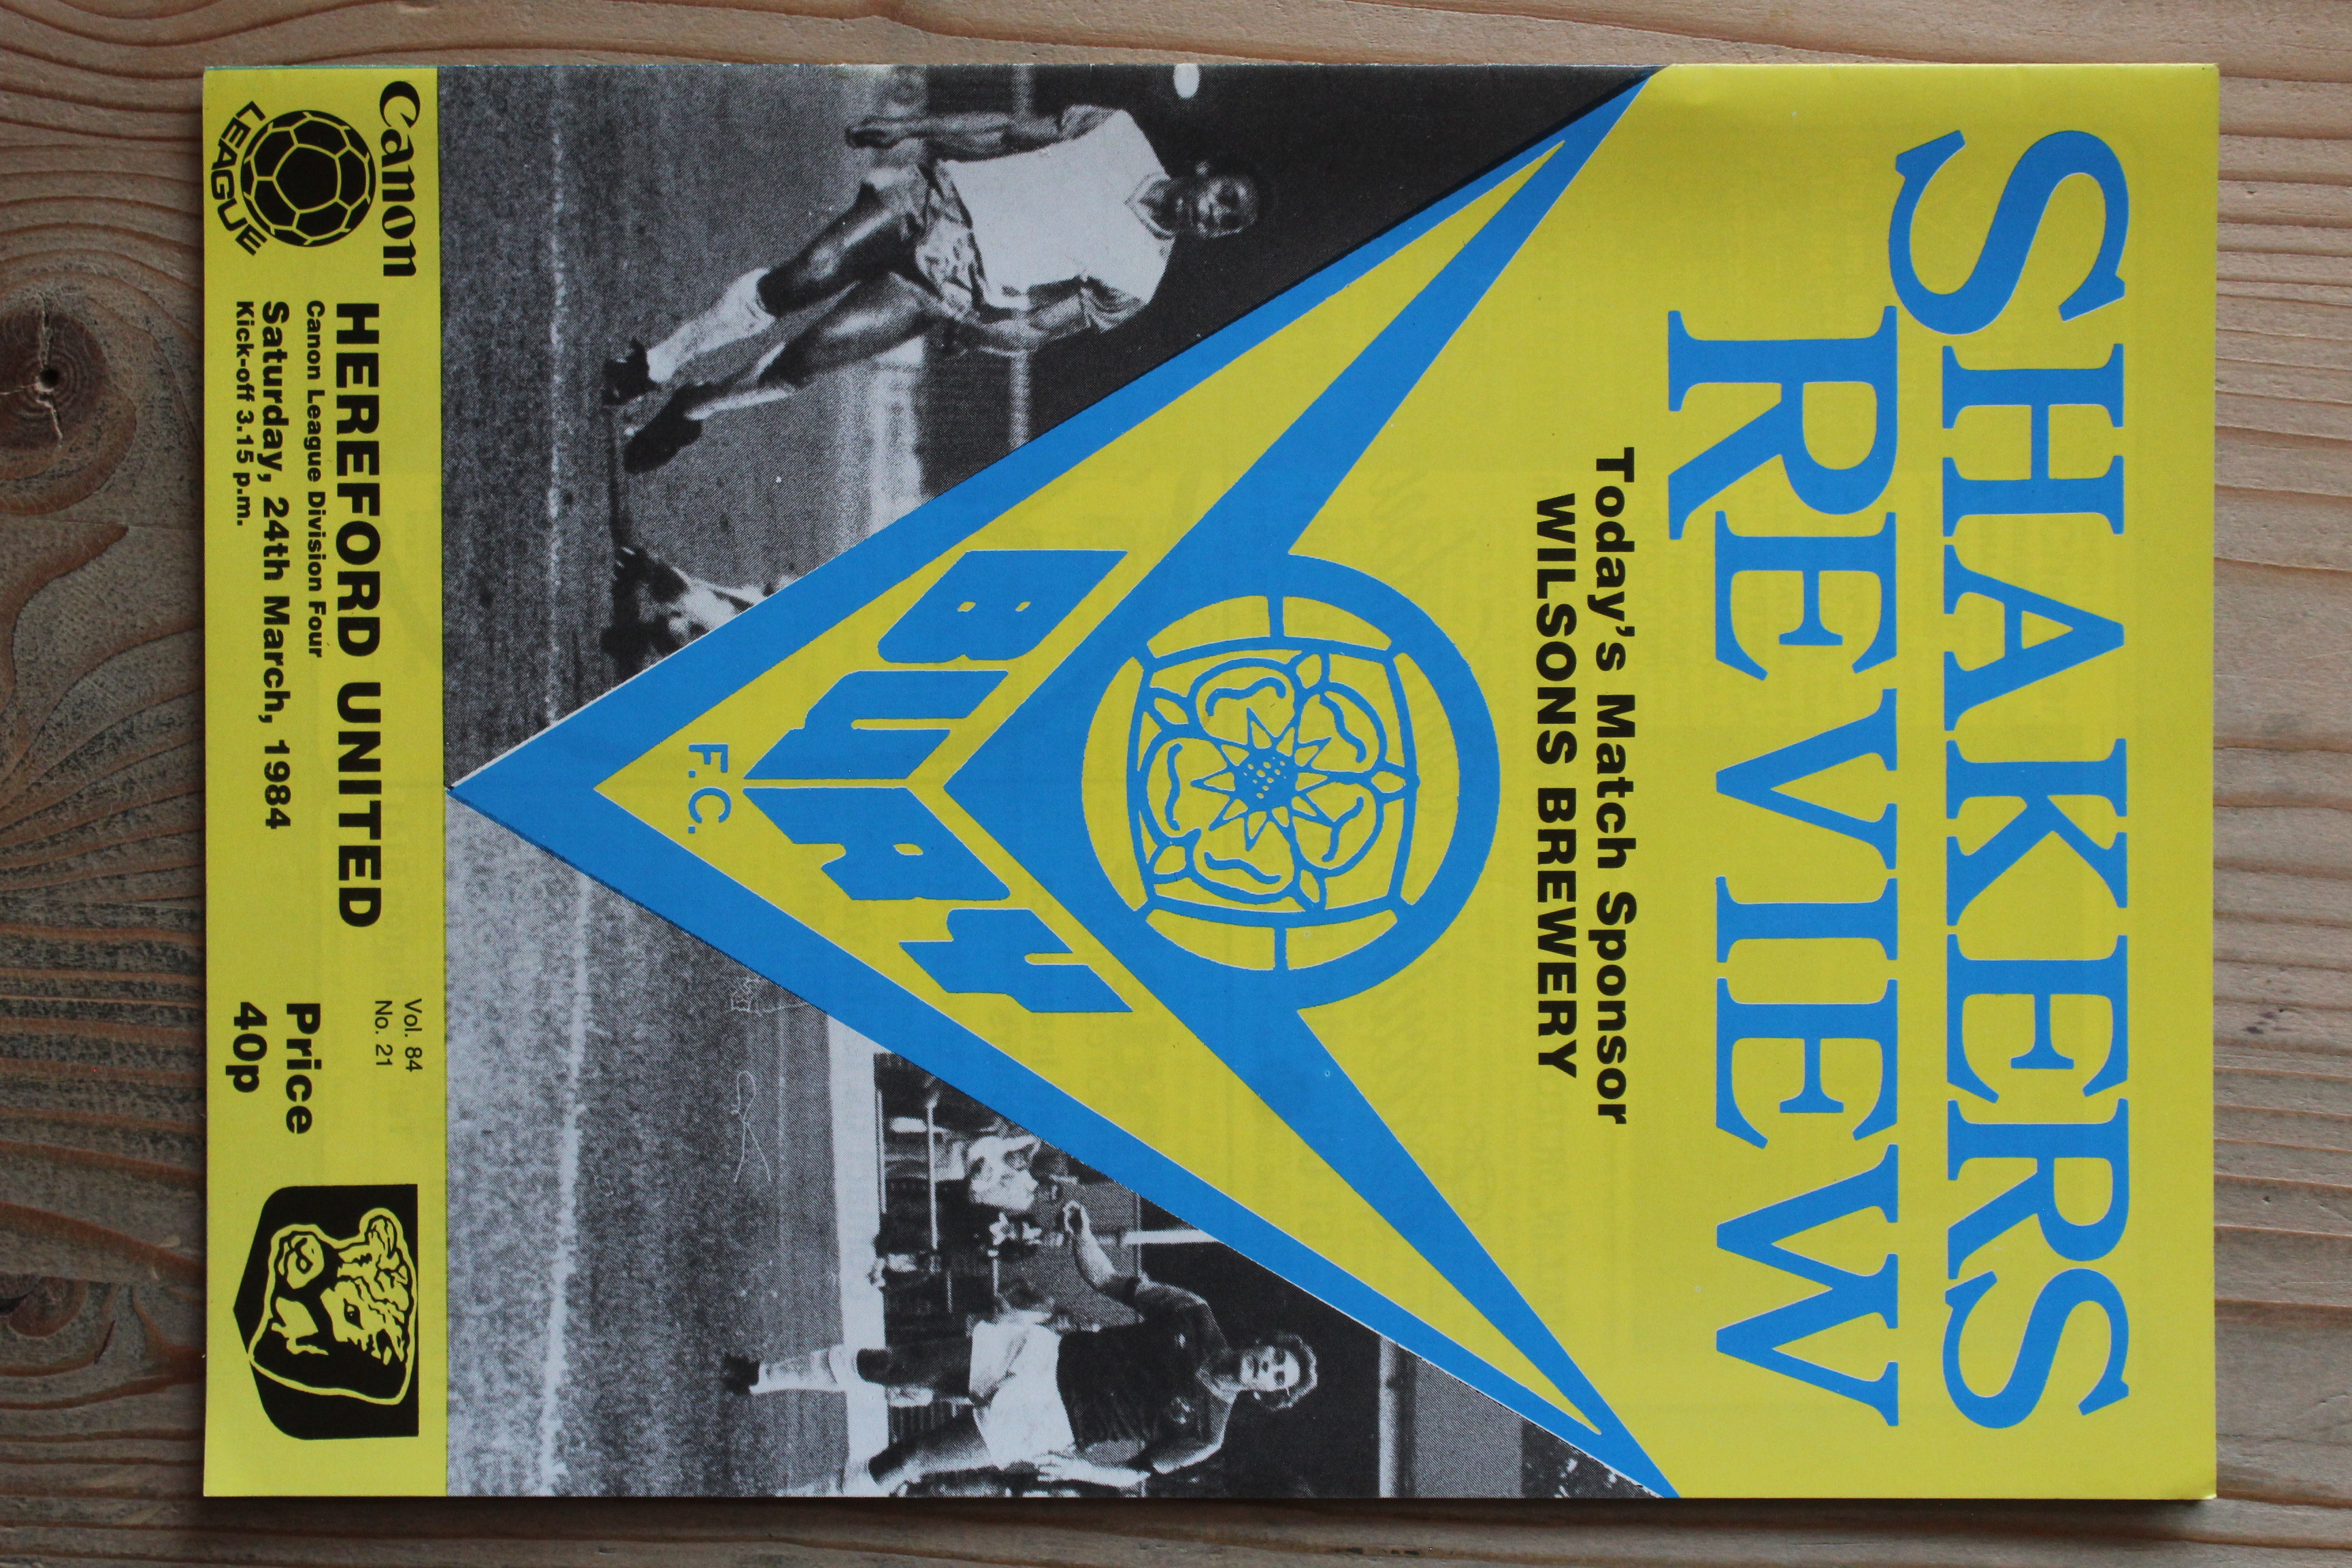 SHAKERS
REVIEW
Today's Match Sponsor
WILSONS BREWERY
BURY
F.C.
Canon
LEAGUE
HEREFORD UNITED
Canon League Division Four
Saturday, 24th March, 1984
Kick-off 3.15 p.m.
Vol. 84
No. 21
Price
40p